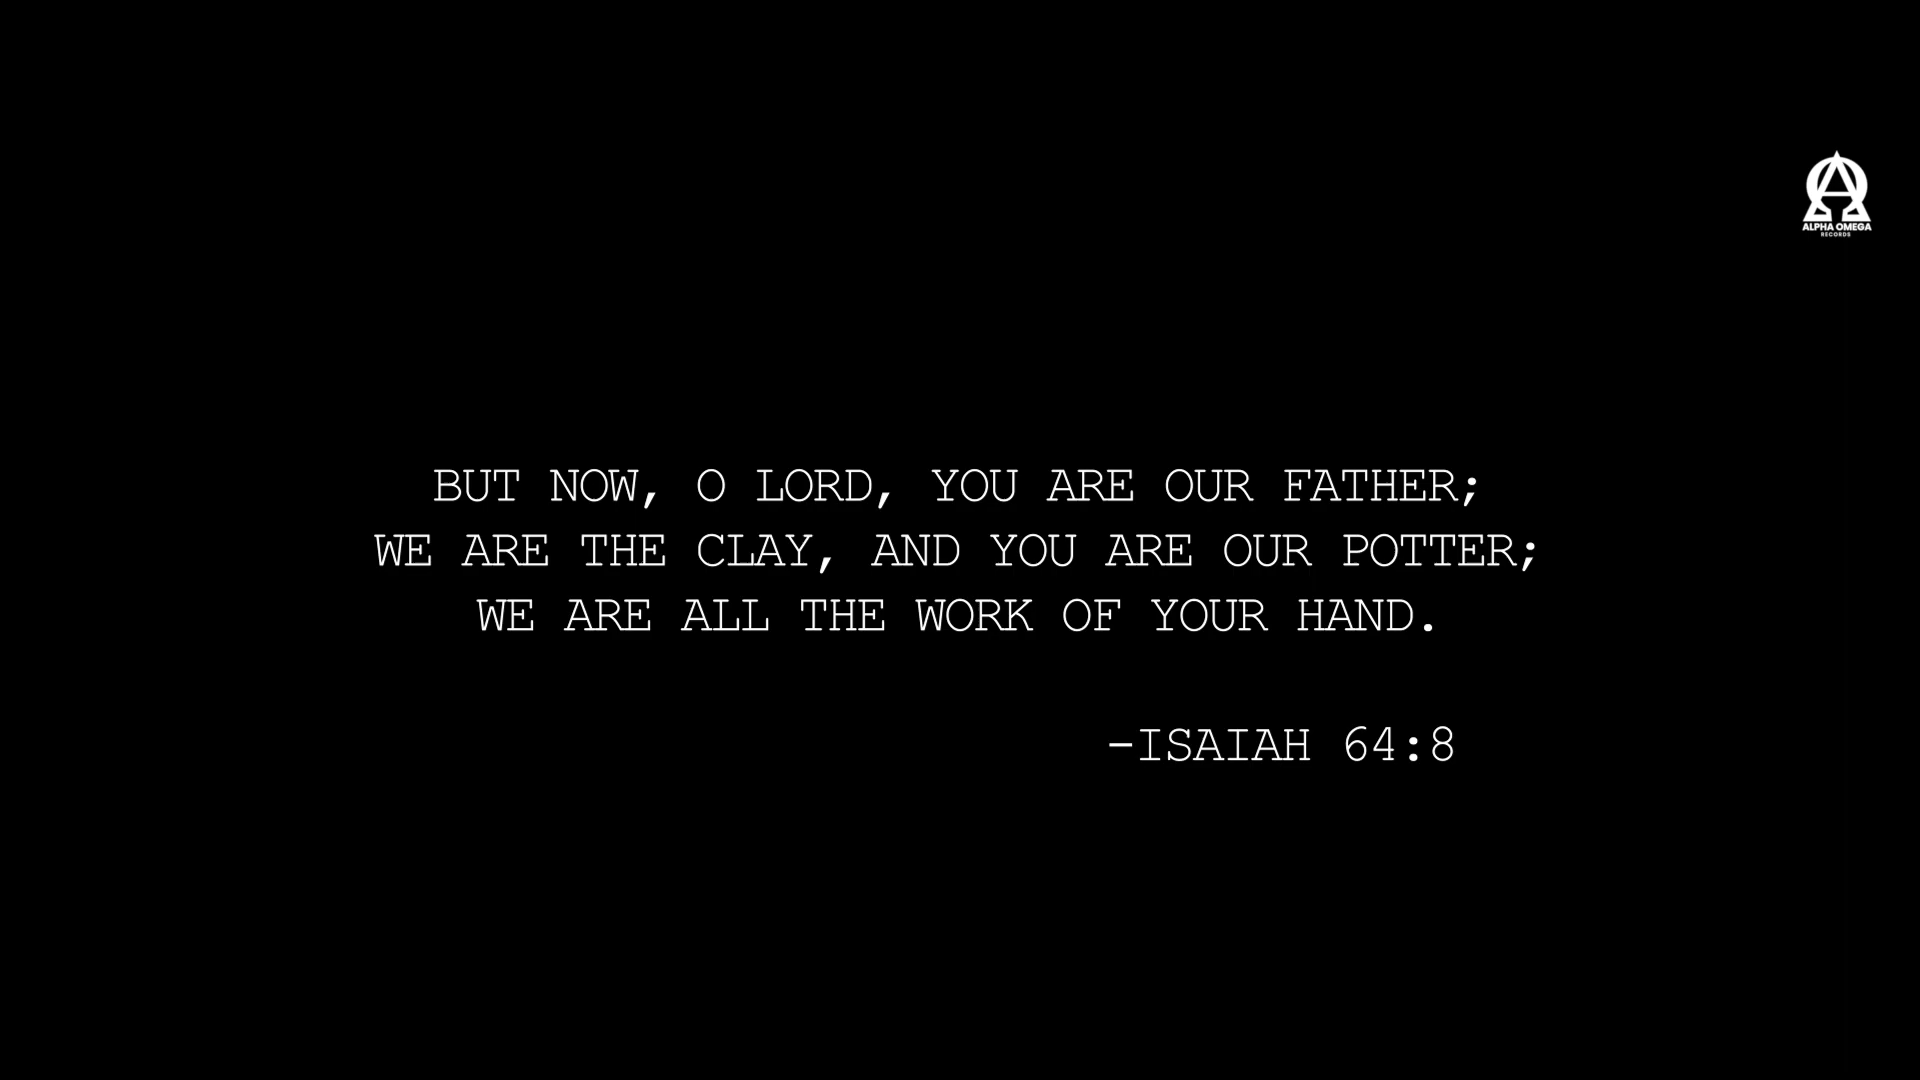 ALPHA OMEGA
RECORDS
BUT NOW, O LORD, YOU ARE OUR FATHER;
WE ARE THE CLAY, AND YOU ARE OUR POTTER;
WE ARE ALL THE WORK OF YOUR HAND.
-ISAIAH 64:8